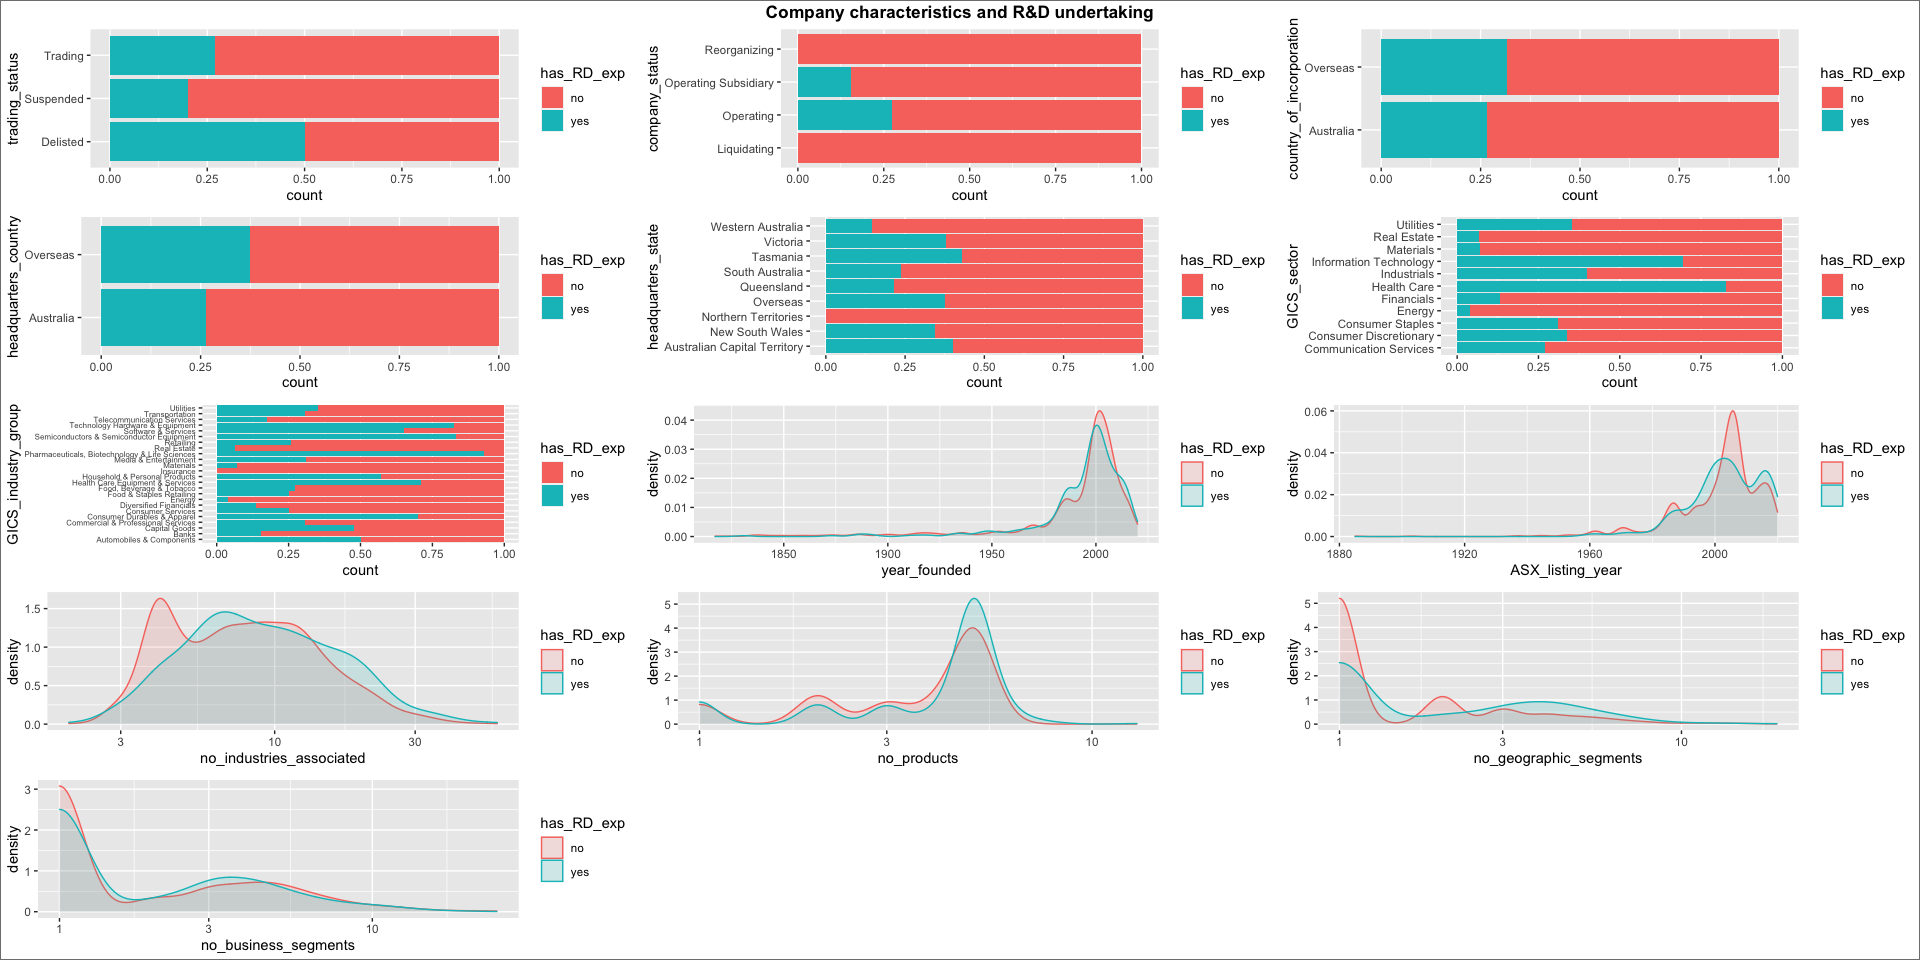 Company characteristics and R&D undertaking
trading_status
Trading
Suspended
Delisted
0.00 0.25 0.50 0.75 1.00
count
has_RD_exp
no
yes
company_status
Reorganizing
Operating Subsidiary
Operating
Liquidating
0.00 0.25 0.50 0.75 1.00
count
has_RD_exp
no
yes
country_of_incorporation
Overseas
Australia
0.00 0.25 0.50 0.75 1.00
count
has_RD_exp
no
yes
headquarters_country
Overseas
Australia
0.00 0.25 0.50 0.75 1.00
count
has_RD_exp
no
yes
headquarters_state
Western Australia
Victoria
Tasmania
South Australia
Queensland
Overseas
Northern Territories
New South Wales
Australian Capital Territory
0.00 0.25 0.50 0.75 1.00
count
has_RD_exp
no
yes
GICS_sector
Utilities
Real Estate
Materials
Information Technology
Industrials
Health Care
Financials
Energy
Consumer Staples
Consumer Discretionary
Communication Services
0.00 0.25 0.50 0.75 1.00
count
has_RD_exp
no
yes
GICS_industry_group
Utilities
Transportation
Telecommunication Services
Technology Hardware & Equipment
Software & Services
Semiconductors & Semiconductor Equipment
Retailing
Real Estate
Pharmaceuticals, Biotechnology & Life Sciences
Media & Entertainment
Materials
Insurance
Household & Personal Products
Health Care Equipment & Services
Food, Beverage & Tobacco
Food & Staples Retailing
Energy
Diversified Financials
Consumer Services
Consumer Durables & Apparel
Commercial & Professional Services
Capital Goods
Banks
Automobiles & Components
0.00 0.25 0.50 0.75 1.00
count
has_RD_exp
no
yes
density
0.04
0.03
0.02
0.01
0.00
1850 1900 1950 2000
year_founded
has_RD_exp
no
yes
density
0.06
0.04
0.02
0.00
1880 1920 1960 2000
ASX_listing_year
has_RD_exp
no
yes
density
1.5
1.0
0.5
0.0
3 10 30
no_industries_associated
has_RD_exp
no
yes
density
5
4
3
2
1
0
1 3 10
no_products
has_RD_exp
no
yes
density
5
4
3
2
1
0
1 3 10
no_geographic_segments
has_RD_exp
no
yes
density
3
2
1
0
1 3 10
no_business_segments
has_RD_exp
no
yes